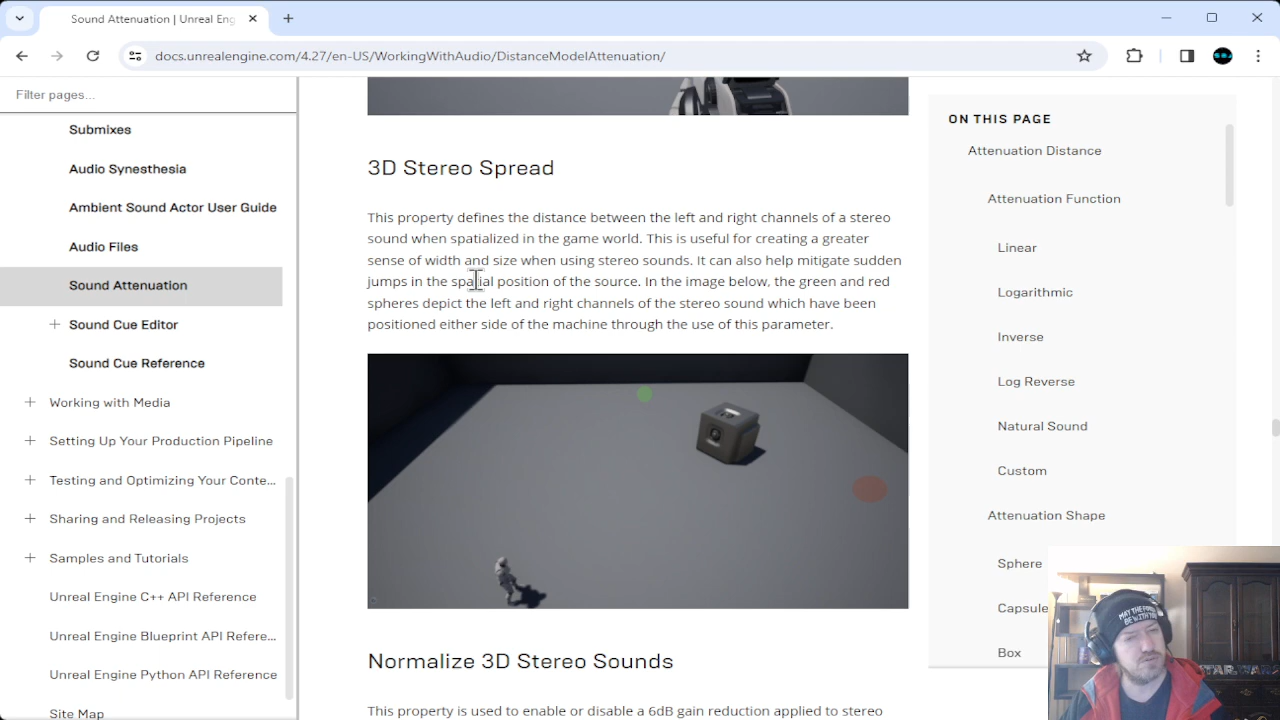 Sound Attenuation | Unreal Eng
docs.unrealengine.com/4.27/en-US/WorkingWithAudio/DistanceModelAttenuation/
Filter pages...
Submixes
Audio Synesthesia
Ambient Sound Actor User Guide
Audio Files
Sound Attenuation
Sound Cue Editor
Sound Cue Reference
Working with Media
Setting Up Your Production Pipeline
Testing and Optimizing Your Conte...
Sharing and Releasing Projects
Samples and Tutorials
Unreal Engine C++ API Reference
Unreal Engine Blueprint API Refere...
Unreal Engine Python API Reference
Site Map
3D Stereo Spread
This property defines the distance between the left and right channels of a stereo
sound when spatialized in the game world. This is useful for creating a greater
sense of width and size when using stereo sounds. It can also help mitigate sudden
jumps in the spatial position of the source. In the image below, the green and red
spheres depict the left and right channels of the stereo sound which have been
positioned either side of the machine through the use of this parameter.
Normalize 3D Stereo Sounds
This property is used to enable or disable a 6dB gain reduction applied to stereo
ON THIS PAGE
Attenuation Distance
Attenuation Function
Linear
Logarithmic
Inverse
Log Reverse
Natural Sound
Custom
Attenuation Shape
Sphere
Capsule
Box
MAY THE FORCE
BE WITH YOU
STAR WARS